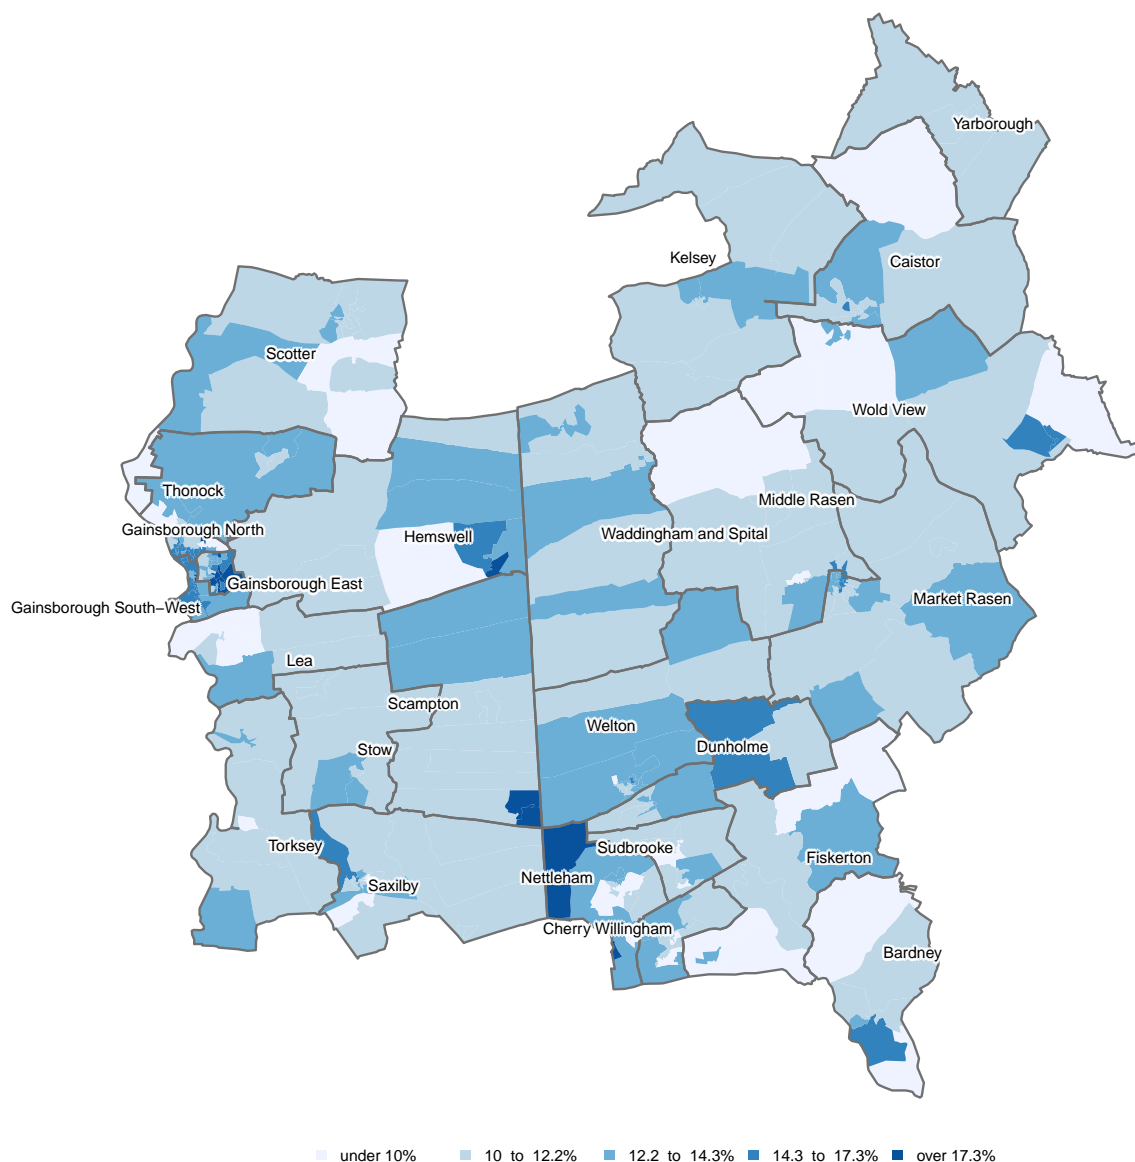 Yarborough
Kelsey
Caistor
Scotter
Wold View
Thonock
Middle Rasen
Gainsborough North
Hemswell
Waddingham and Spital
Gainsborough East
Market Rasen
Gainsborough South−West
Lea
Scampton
Welton
Dunholme
Stow
Torksey
Sudbrooke
Fiskerton
Nettleham
Saxilby
Cherry Willingham
Bardney
under 10% 10 to 12.2% 12.2 to 14.3% 14.3 to 17.3% over 17.3%